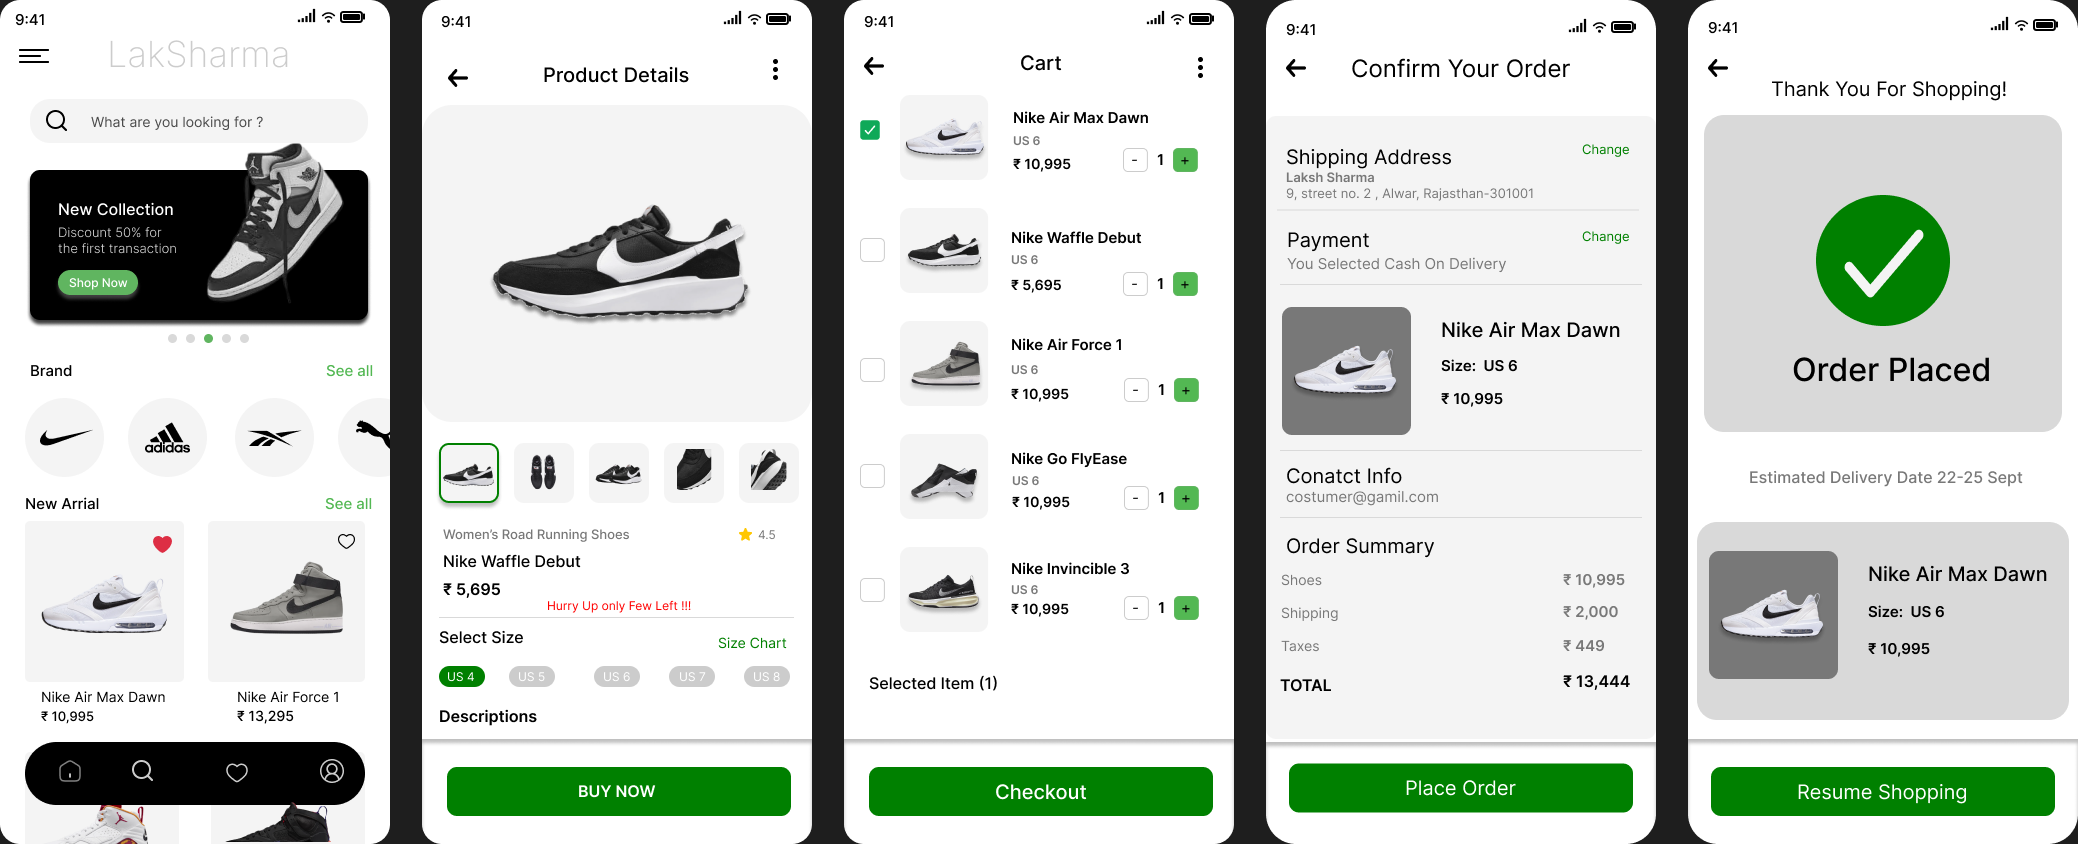 9:41
LakSharma
What are you looking for ?
New Collection
Discount 50% for
the first transaction
Shop Now
Brand
See all
adidas
New Arrial
See all
Nike Air Max Dawn
₹ 10,995
Nike Air Force 1
₹ 13,295
9:41
Product Details
Women's Road Running Shoes
4.5
Nike Waffle Debut
₹ 5,695
Hurry Up only Few Left !!!
Select Size
Size Chart
US 4
US 5
US 6
US 7
US 8
Descriptions
BUY NOW
9:41
Cart
Nike Air Max Dawn
US 6
₹ 10,995
- 1 +
Nike Waffle Debut
US 6
₹ 5,695
- 1 +
Nike Air Force 1
US 6
₹ 10,995
- 1 +
Nike Go FlyEase
US 6
₹ 10,995
- 1 +
Nike Invincible 3
US 6
₹ 10,995
- 1 +
Selected Item (1)
Checkout
9:41
Confirm Your Order
Shipping Address
Change
Laksh Sharma
9, street no. 2 , Alwar, Rajasthan-301001
Payment
Change
You Selected Cash On Delivery
Nike Air Max Dawn
Size: US 6
₹ 10,995
Conatct Info
costumer@gamil.com
Order Summary
Shoes
₹ 10,995
Shipping
₹ 2,000
Taxes
₹ 449
TOTAL
₹ 13,444
Place Order
9:41
Thank You For Shopping!
Order Placed
Estimated Delivery Date 22-25 Sept
Nike Air Max Dawn
Size: US 6
₹ 10,995
Resume Shopping